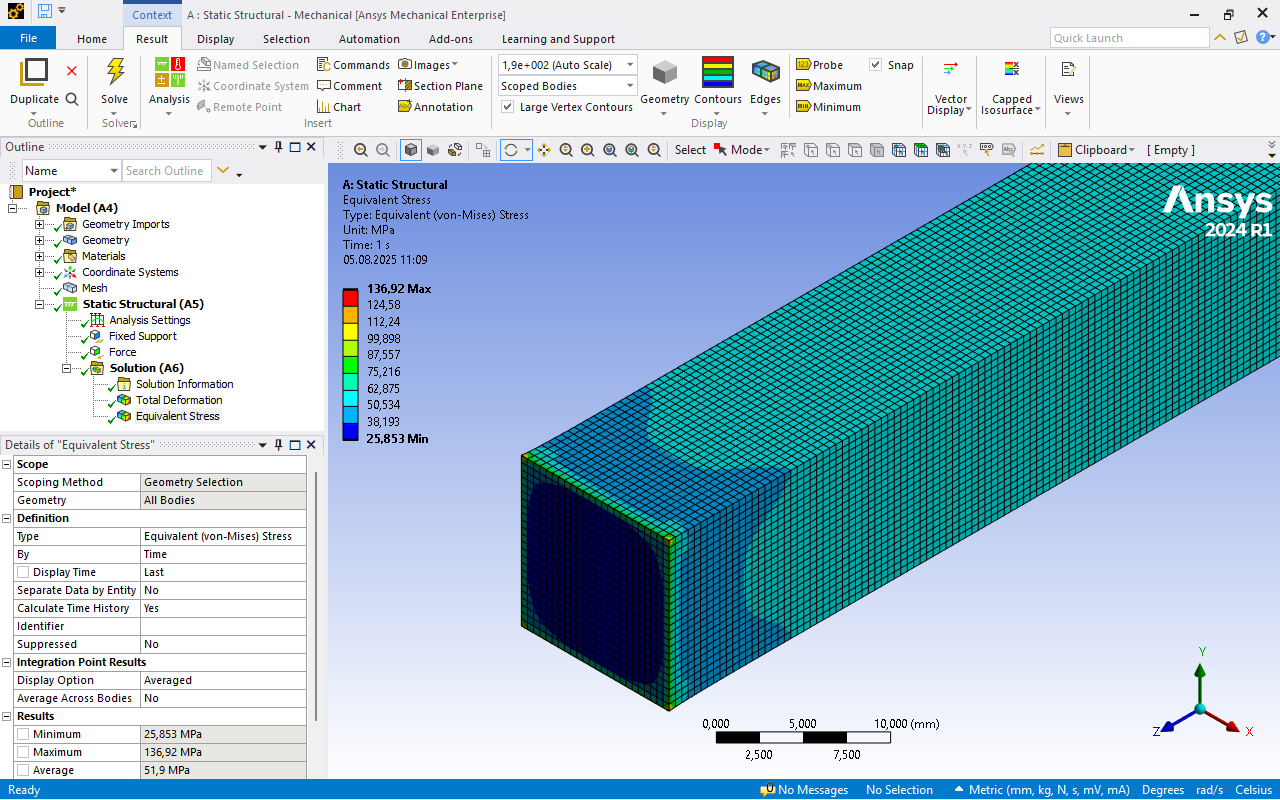 Context A : Static Structural - Mechanical [Ansys Mechanical Enterprise]
File Home Result Display Selection Automation Add-ons Learning and Support Quick Launch
Duplicate
Outline
Solve
Solver
Analysis
Named Selection
Coordinate System
Remote Point
Commands
Comment
Chart
Images
Section Plane
Annotation
Insert
1,9e+002 (Auto Scale)
Scoped Bodies
Large Vertex Contours
Geometry
Contours
Edges
Display
Probe
Maximum
Minimum
Snap
Vector
Display
Capped
Isosurface
Views
Outline
Name Search Outline
Select Mode Clipboard [ Empty ]
Project*
Model (A4)
Geometry Imports
Geometry
Materials
Coordinate Systems
Mesh
Static Structural (A5)
Analysis Settings
Fixed Support
Force
Solution (A6)
Solution Information
Total Deformation
Equivalent Stress
Details of "Equivalent Stress"
Scope
Scoping Method Geometry Selection
Geometry All Bodies
Definition
Type Equivalent (von-Mises) Stress
By Time
Display Time Last
Separate Data by Entity No
Calculate Time History Yes
Identifier
Suppressed No
Integration Point Results
Display Option Averaged
Average Across Bodies No
Results
Minimum 25,853 MPa
Maximum 136,92 MPa
Average 51,9 MPa
A: Static Structural
Equivalent Stress
Type: Equivalent (von-Mises) Stress
Unit: MPa
Time: 1 s
05.08.2025 11:09
136,92 Max
124,58
112,24
99,898
87,557
75,216
62,875
50,534
38,193
25,853 Min
Ansys
2024 R1
0,000 5,000 10,000 (mm)
2,500 7,500
Y
Z
X
Ready 0 No Messages No Selection Metric (mm, kg, N, s, mV, mA) Degrees rad/s Celsius